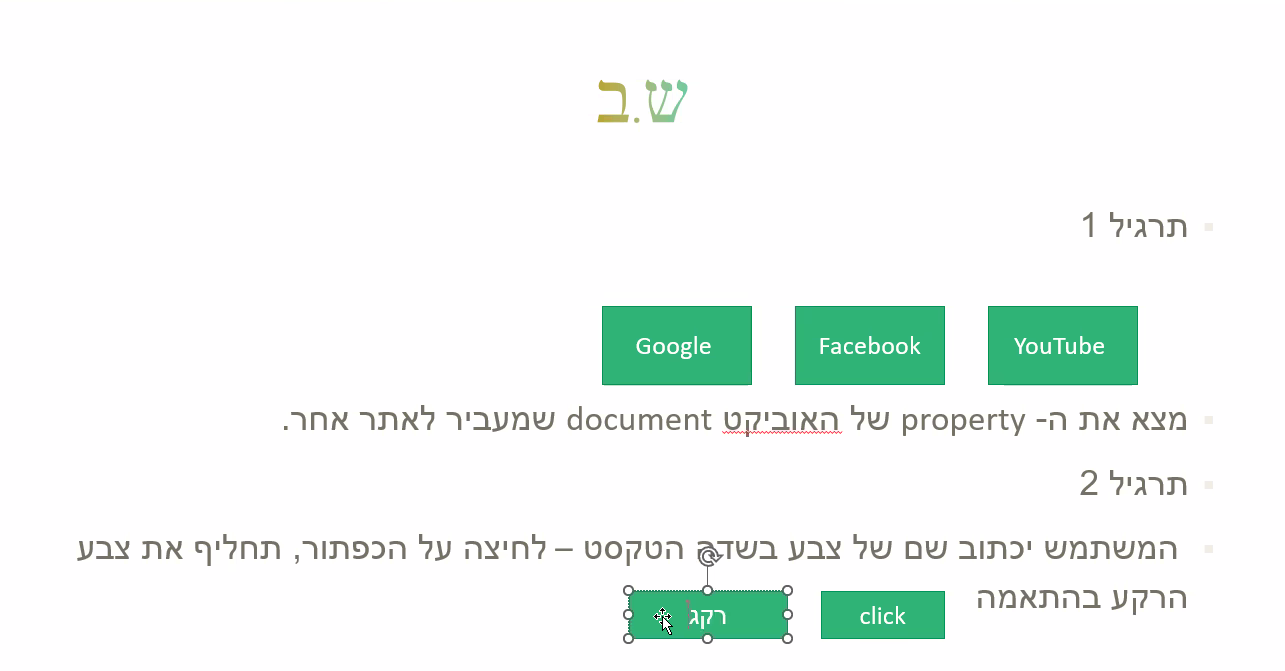 ש.ב
תרגיל 1
Google Facebook YouTube
מצא את ה- property של האוביקט document שמעביר לאתר אחר.
תרגיל 2
המשתמש יכתוב שם של צבע בשדה הטקסט – לחיצה על הכפתור, תחליף את צבע
הרקע בהתאמה
click
רקג